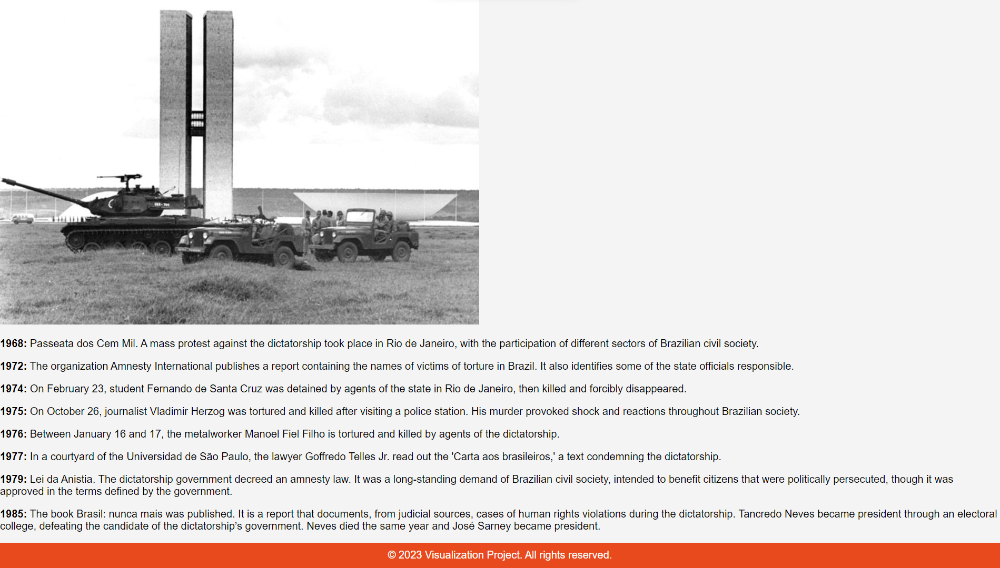 1968: Passeata dos Cem Mil. A mass protest against the dictatorship took place in Rio de Janeiro, with the participation of different sectors of Brazilian civil society.
1972: The organization Amnesty International publishes a report containing the names of victims of torture in Brazil. It also identifies some of the state officials responsible.
1974: On February 23, student Fernando de Santa Cruz was detained by agents of the state in Rio de Janeiro, then killed and forcibly disappeared.
1975: On October 26, journalist Vladimir Herzog was tortured and killed after visiting a police station. His murder provoked shock and reactions throughout Brazilian society.
1976: Between January 16 and 17, the metalworker Manoel Fiel Filho is tortured and killed by agents of the dictatorship.
1977: In a courtyard of the Universidad de São Paulo, the lawyer Goffredo Telles Jr. read out the 'Carta aos brasileiros,' a text condemning the dictatorship.
1979: Lei da Anistia. The dictatorship government decreed an amnesty law. It was a long-standing demand of Brazilian civil society, intended to benefit citizens that were politically persecuted, though it was
approved in the terms defined by the government.
1985: The book Brasil: nunca mais was published. It is a report that documents, from judicial sources, cases of human rights violations during the dictatorship. Tancredo Neves became president through an electoral
college, defeating the candidate of the dictatorship’s government. Neves died the same year and José Sarney became president.
© 2023 Visualization Project. All rights reserved.